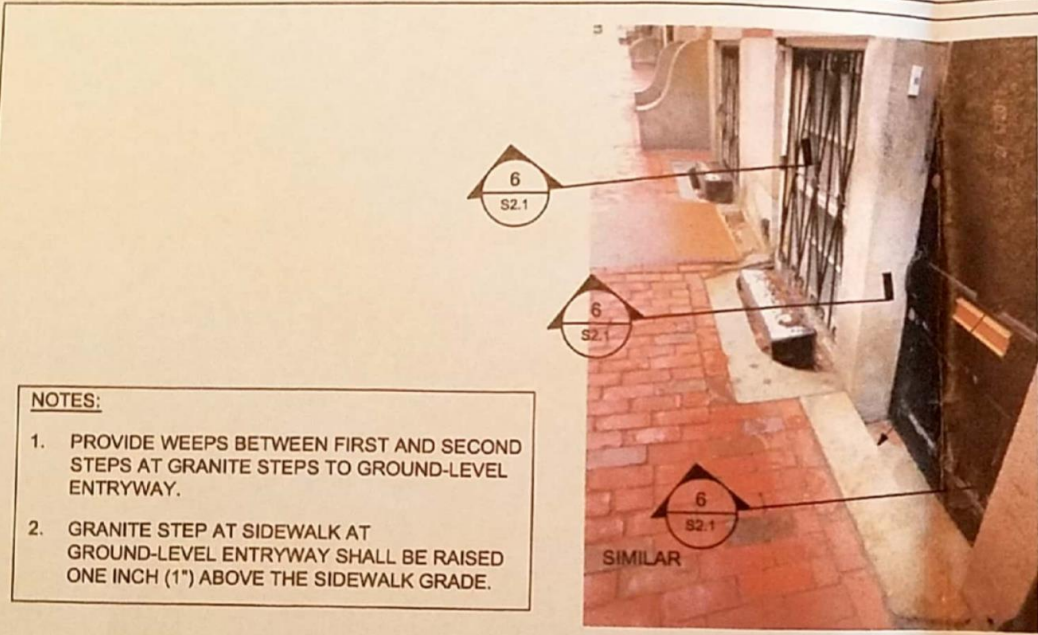 6
S2.1
6
S2.1
NOTES:
1. PROVIDE WEEPS BETWEEN FIRST AND SECOND
STEPS AT GRANITE STEPS TO GROUND-LEVEL
ENTRYWAY.
2. GRANITE STEP AT SIDEWALK AT
GROUND-LEVEL ENTRYWAY SHALL BE RAISED
ONE INCH (1") ABOVE THE SIDEWALK GRADE.
6
S2.1
SIMILAR